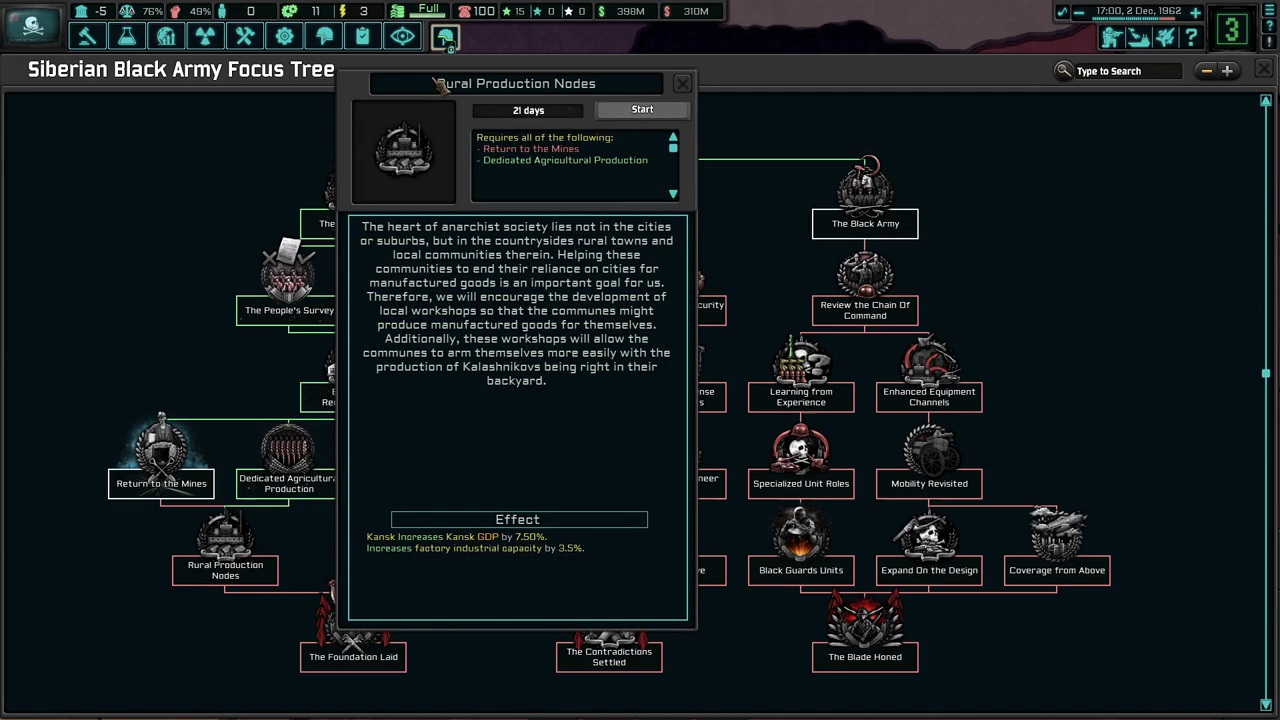 -5 76% 49% 0 11 3 Full 100 15 0 0 398M 310M
17:00, 2 Dec, 1962
3
?
?
!
Siberian Black Army Focus Tree
Type to Search
Rural Production Nodes
21 days
Start
Requires all of the following:
- Return to the Mines
- Dedicated Agricultural Production
The heart of anarchist society lies not in the cities
or suburbs, but in the countrysides rural towns and
local communities therein. Helping these
communities to end their reliance on cities for
manufactured goods is an important goal for us.
Therefore, we will encourage the development of
local workshops so that the communes might
produce manufactured goods for themselves.
Additionally, these workshops will allow the
communes to arm themselves more easily with the
production of Kalashnikovs being right in their
backyard.
Effect
Kansk Increases Kansk GDP by 7.50%.
Increases factory industrial capacity by 3.5%.
The Black Army
The People's Survey
Review the Chain Of
Command
Learning from
Experience
Enhanced Equipment
Channels
Return to the Mines
Dedicated Agricultura
Production
Specialized Unit Roles
Mobility Revisited
Rural Production
Nodes
Black Guards Units
Expand On the Design
Coverage from Above
The Foundation Laid
The Contradictions
Settled
The Blade Honed